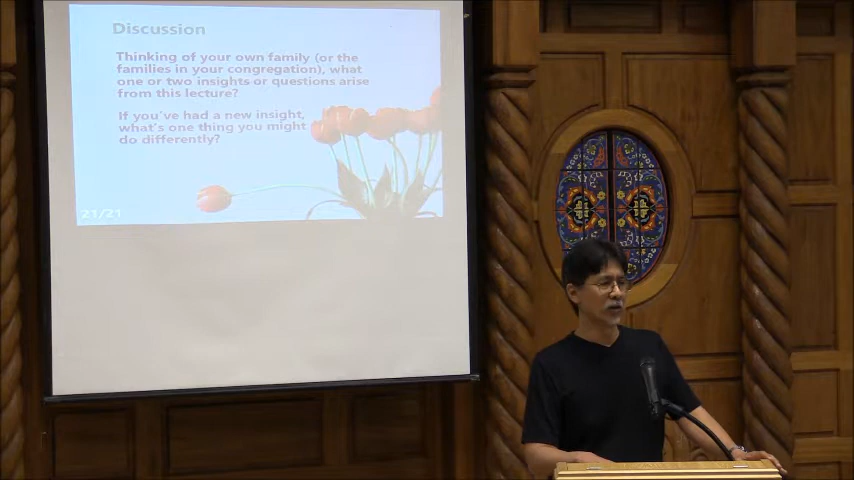 Discussion
Thinking of your own family (or the
families in your congregation), what
one or two insights or questions arise
from this lecture?
If you've had a new insight,
what's one thing you might
do differently?
21/21